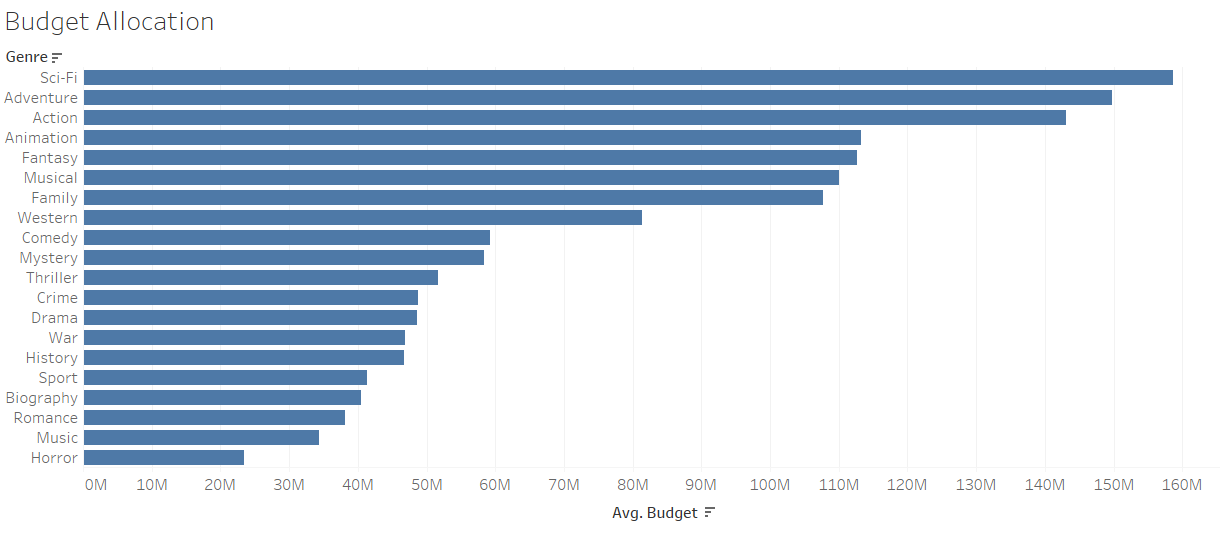 Budget Allocation
Genre
Sci-Fi
Adventure
Action
Animation
Fantasy
Musical
Family
Western
Comedy
Mystery
Thriller
Crime
Drama
War
History
Sport
Biography
Romance
Music
Horror
0M 10M 20M 30M 40M 50M 60M 70M 80M 90M 100M 110M 120M 130M 140M 150M 160M
Avg. Budget